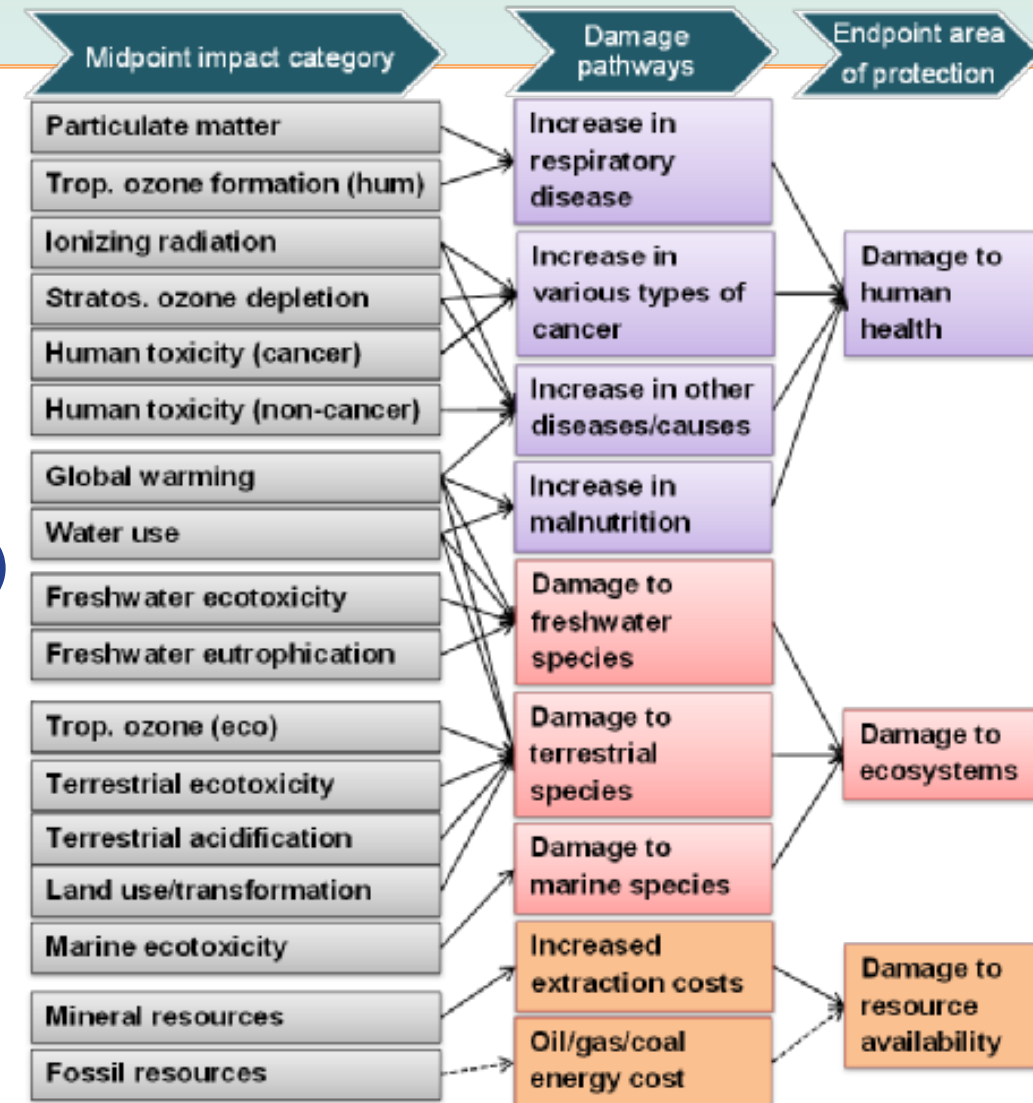 Midpoint impact category
Damage
pathways
Endpoint area
of protection
Particulate matter
Trop. ozone formation (hum)
Ionizing radiation
Stratos. ozone depletion
Human toxicity (cancer)
Human toxicity (non-cancer)
Global warming
Water use
Freshwater ecotoxicity
Freshwater eutrophication
Trop. ozone (eco)
Terrestrial ecotoxicity
Terrestrial acidification
Land use/transformation
Marine ecotoxicity
Mineral resources
Fossil resources
Increase in
respiratory
disease
Increase in
various types of
cancer
Increase in other
diseases/causes
Increase in
malnutrition
Damage to
freshwater
species
Damage to
terrestrial
species
Damage to
marine species
Increased
extraction costs
Oil/gas/coal
energy cost
Damage to
human
health
Damage to
ecosystems
Damage to
resource
availability
)